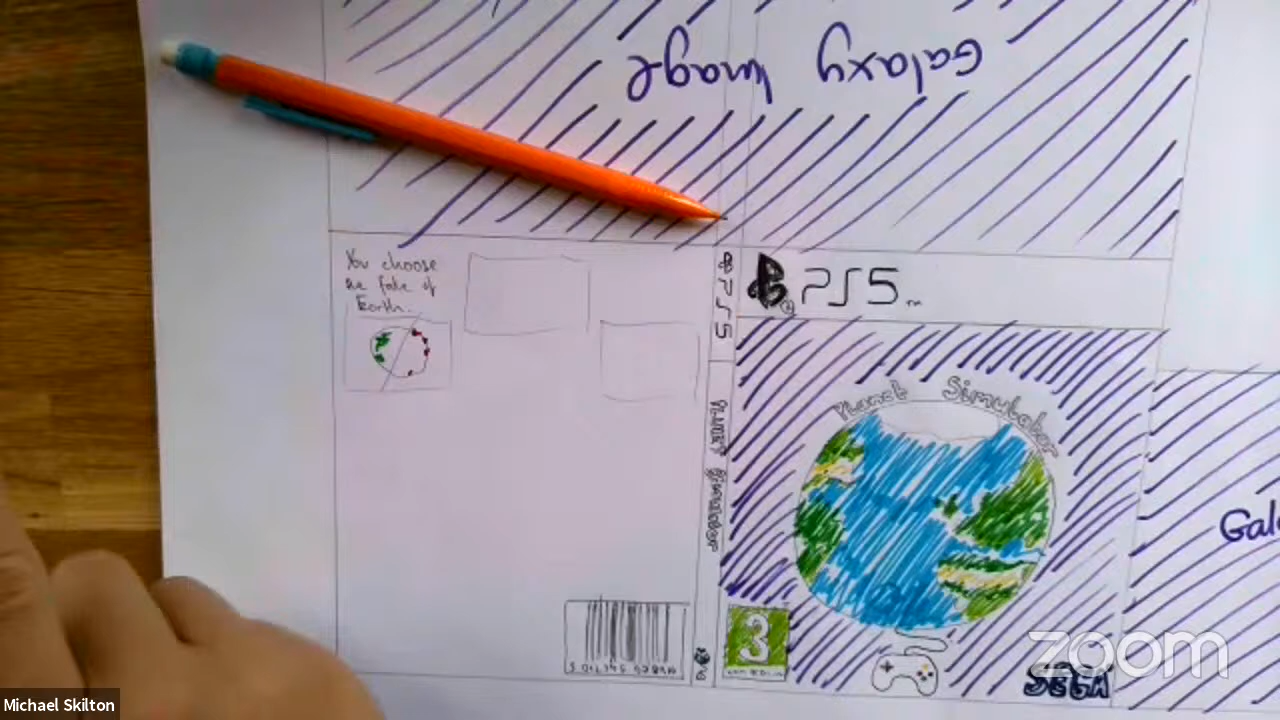 Galaxy Image
You choose
the fate of
Earth.
PS5
PS5 TM
Planet Simulator
Planet Simulator
Gal
3
SEGA
zoom
Michael Skilton